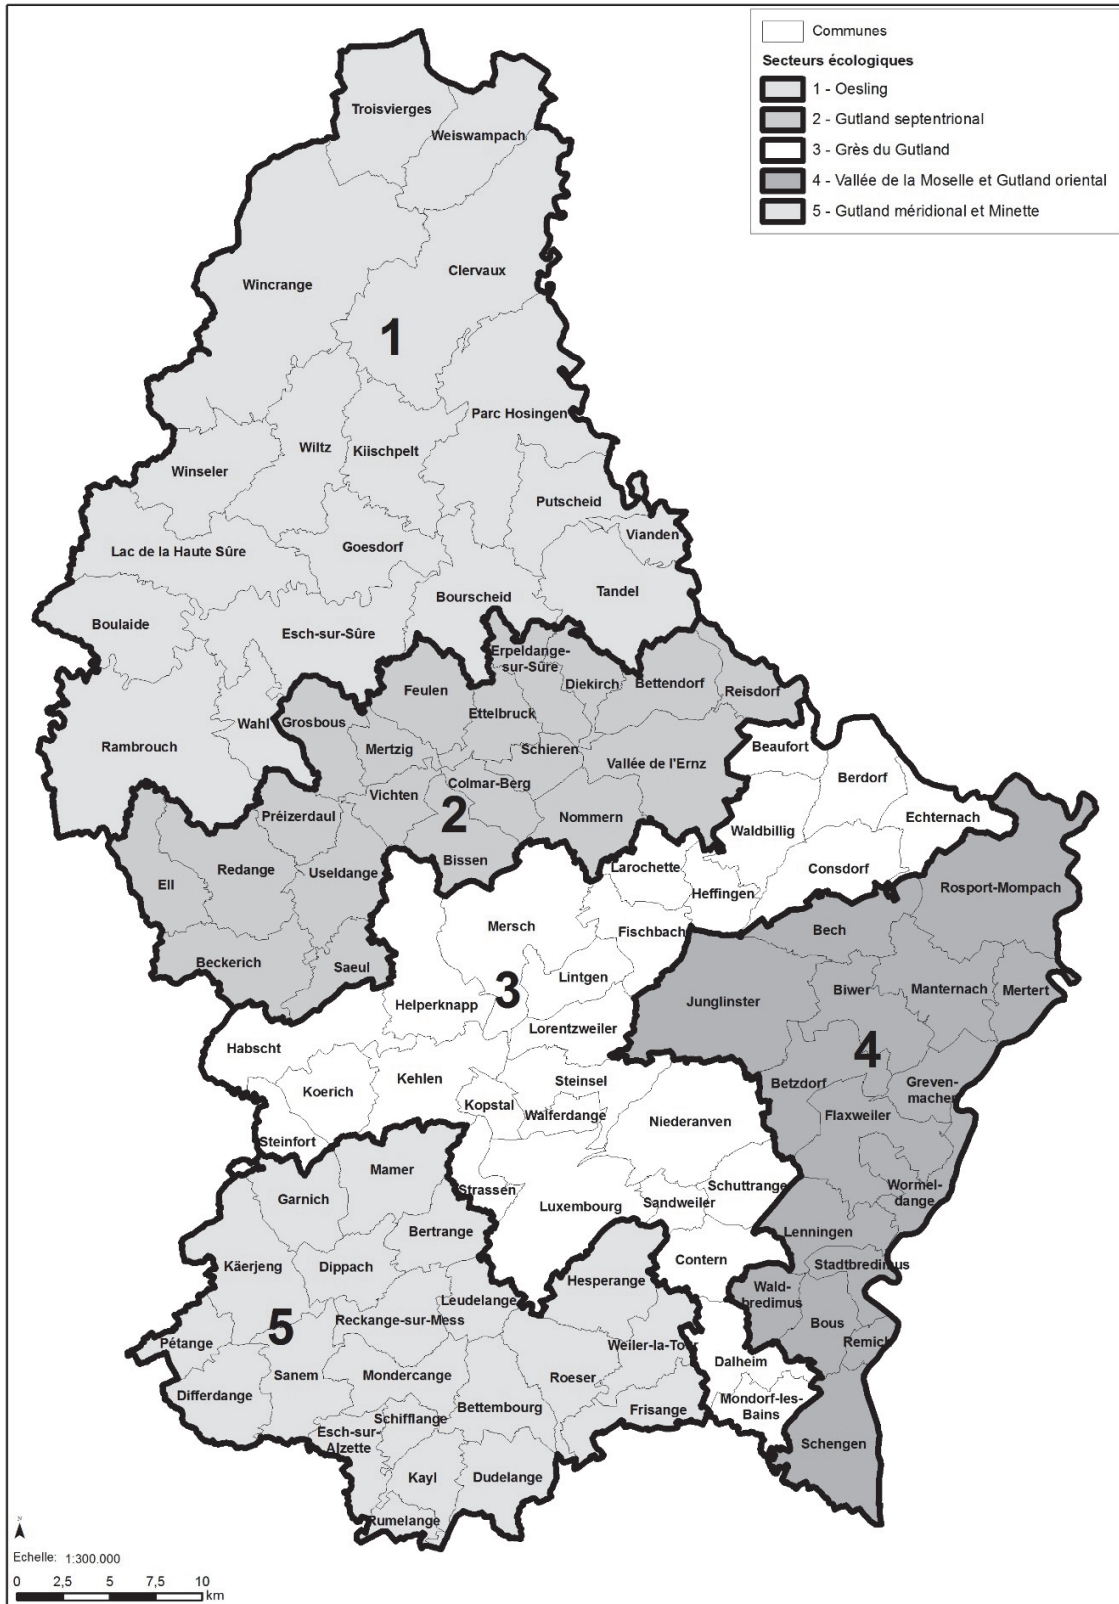 Communes
Secteurs écologiques
1 - Oesling
2 - Gutland septentrional
3 - Grès du Gutland
4 - Vallée de la Moselle et Gutland oriental
5 - Gutland méridional et Minette
Troisvierges
Weiswampach
Clervaux
Wincrange
1
Parc Hosingen
Wiltz
Kiischpelt
Winseler
Putscheid
Vianden
Lac de la Haute Sûre
Goesdorf
Tandel
Bourscheid
Boulaide
Esch-sur-Sûre
Erpeldange-
sur-Sûre
Diekirch
Bettendorf
Reisdorf
Feulen
Ettelbruck
Wahl
Grosbous
Rambrouch
Mertzig
Schieren
Vallée de l'Ernz
Beaufort
Berdorf
Colmar-Berg
Vichten
2
Préizerdaul
Nommern
Echternach
Waldbillig
Bissen
Larochette
Consdorf
Redange
Useldange
Ell
Heffingen
Rosport-Mompach
Mersch
Fischbach
Bech
Beckerich
Saeul
Lintgen
3
Helperknapp
Junglinster
Biwer
Manternach
Mertert
Lorentzweiler
Habscht
4
Koerich
Kehlen
Steinsel
Betzdorf
Greven-
macher
Kopstal
Walferdange
Niederanven
Flaxweiler
Steinfort
Mamer
Garnich
Strassen
Schuttrange
Wormel-
dange
Luxembourg
Sandweiler
Bertrange
Lenningen
Käerjeng
Dippach
Contern
Stadtbredimus
Hesperange
Wald-
bredimus
Leudelange
Bous
Reckange-sur-Mess
5
Pétange
Weiler-la-Tour
Remich
Dalheim
Sanem
Mondercange
Roeser
Differdange
Mondorf-les-
Bains
Bettembourg
Frisange
Schifflange
Esch-sur-
Alzette
Schengen
Kayl
Dudelange
Rumelange
N
Echelle: 1:300.000
0 2,5 5 7,5 10
km